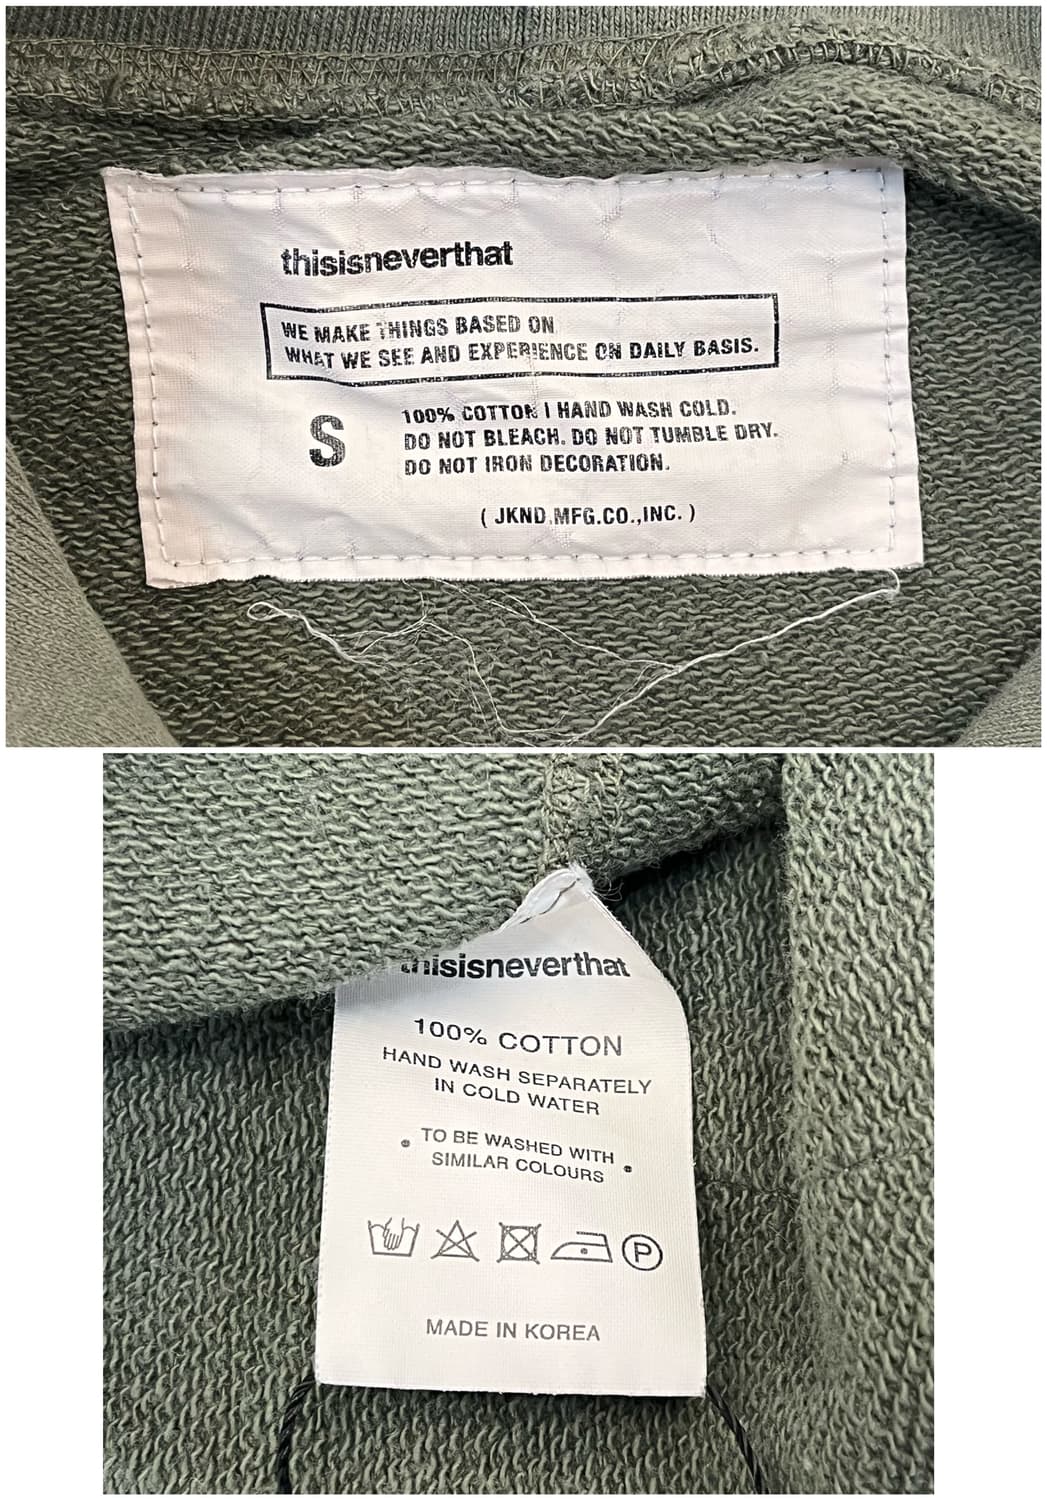 thisisneverthat
WE MAKE THINGS BASED ON
WHAT WE SEE AND EXPERIENCE ON DAILY BASIS.
S
100% COTTON | HAND WASH COLD.
DO NOT BLEACH. DO NOT TUMBLE DRY.
DO NOT IRON DECORATION.
( JKND.MFG.CO.,INC. )
thisisneverthat
100% COTTON
HAND WASH SEPARATELY
IN COLD WATER
• TO BE WASHED WITH
SIMILAR COLOURS •
P
MADE IN KOREA